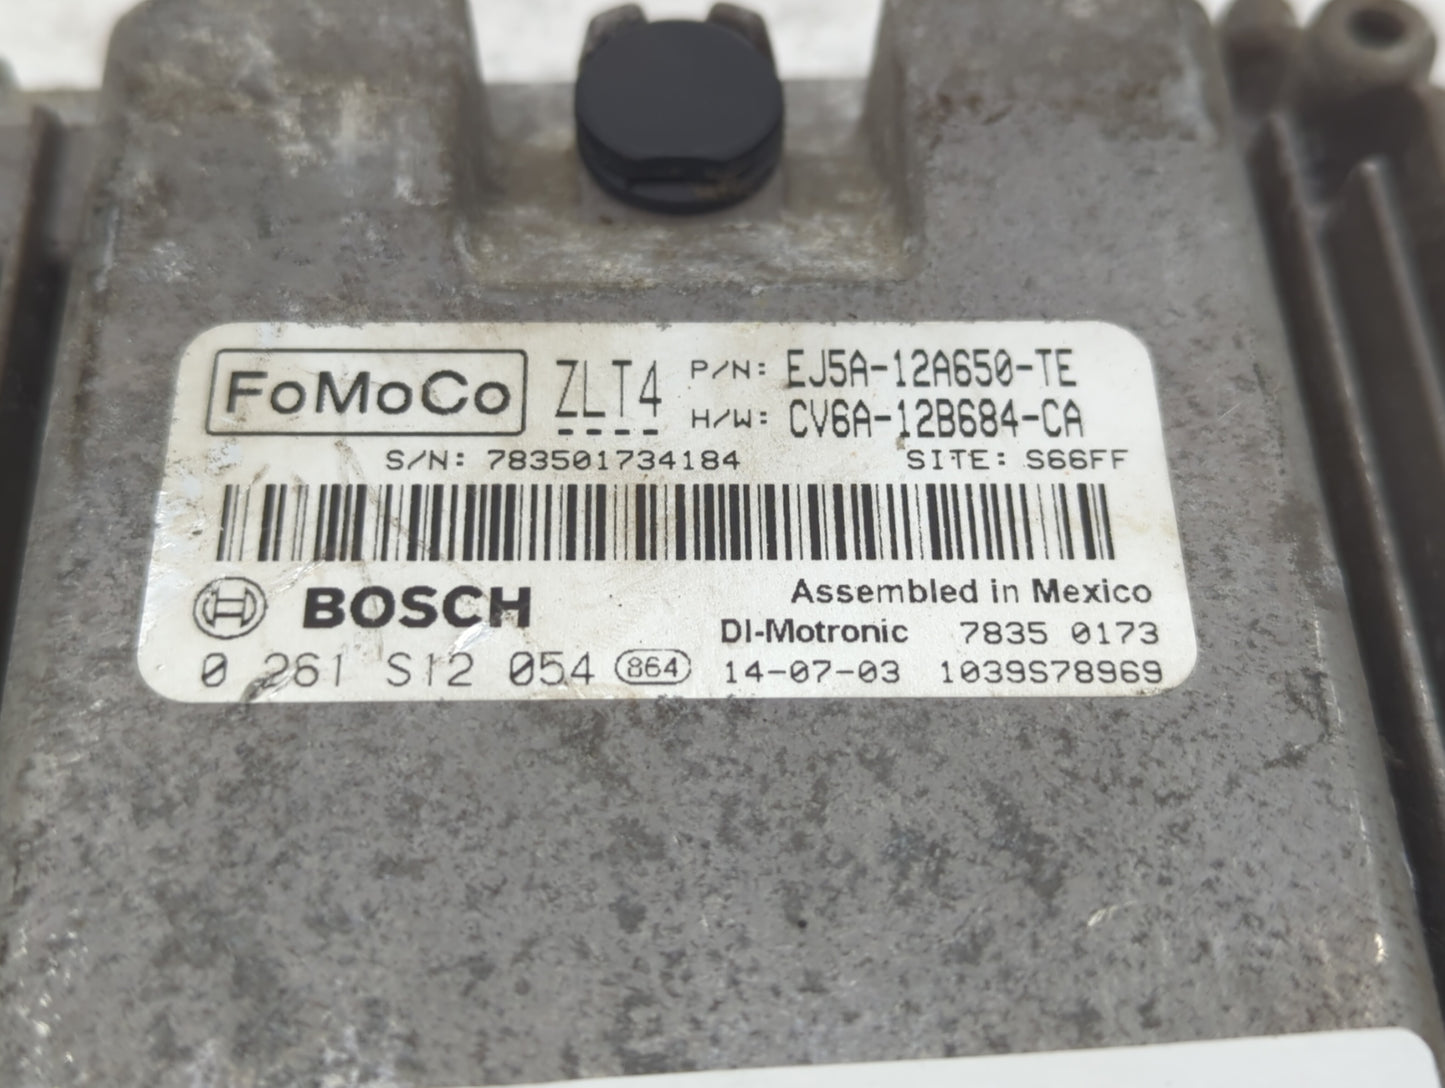 FoMoCo ZLT4 P/N: EJ5A-12A650-TE
H/W: CV6A-12B684-CA
S/N: 783501734184 SITE: S66FF
BOSCH Assembled in Mexico
DI-Motronic 7835 0173
0 261 S12 054 864 14-07-03 1039S78969